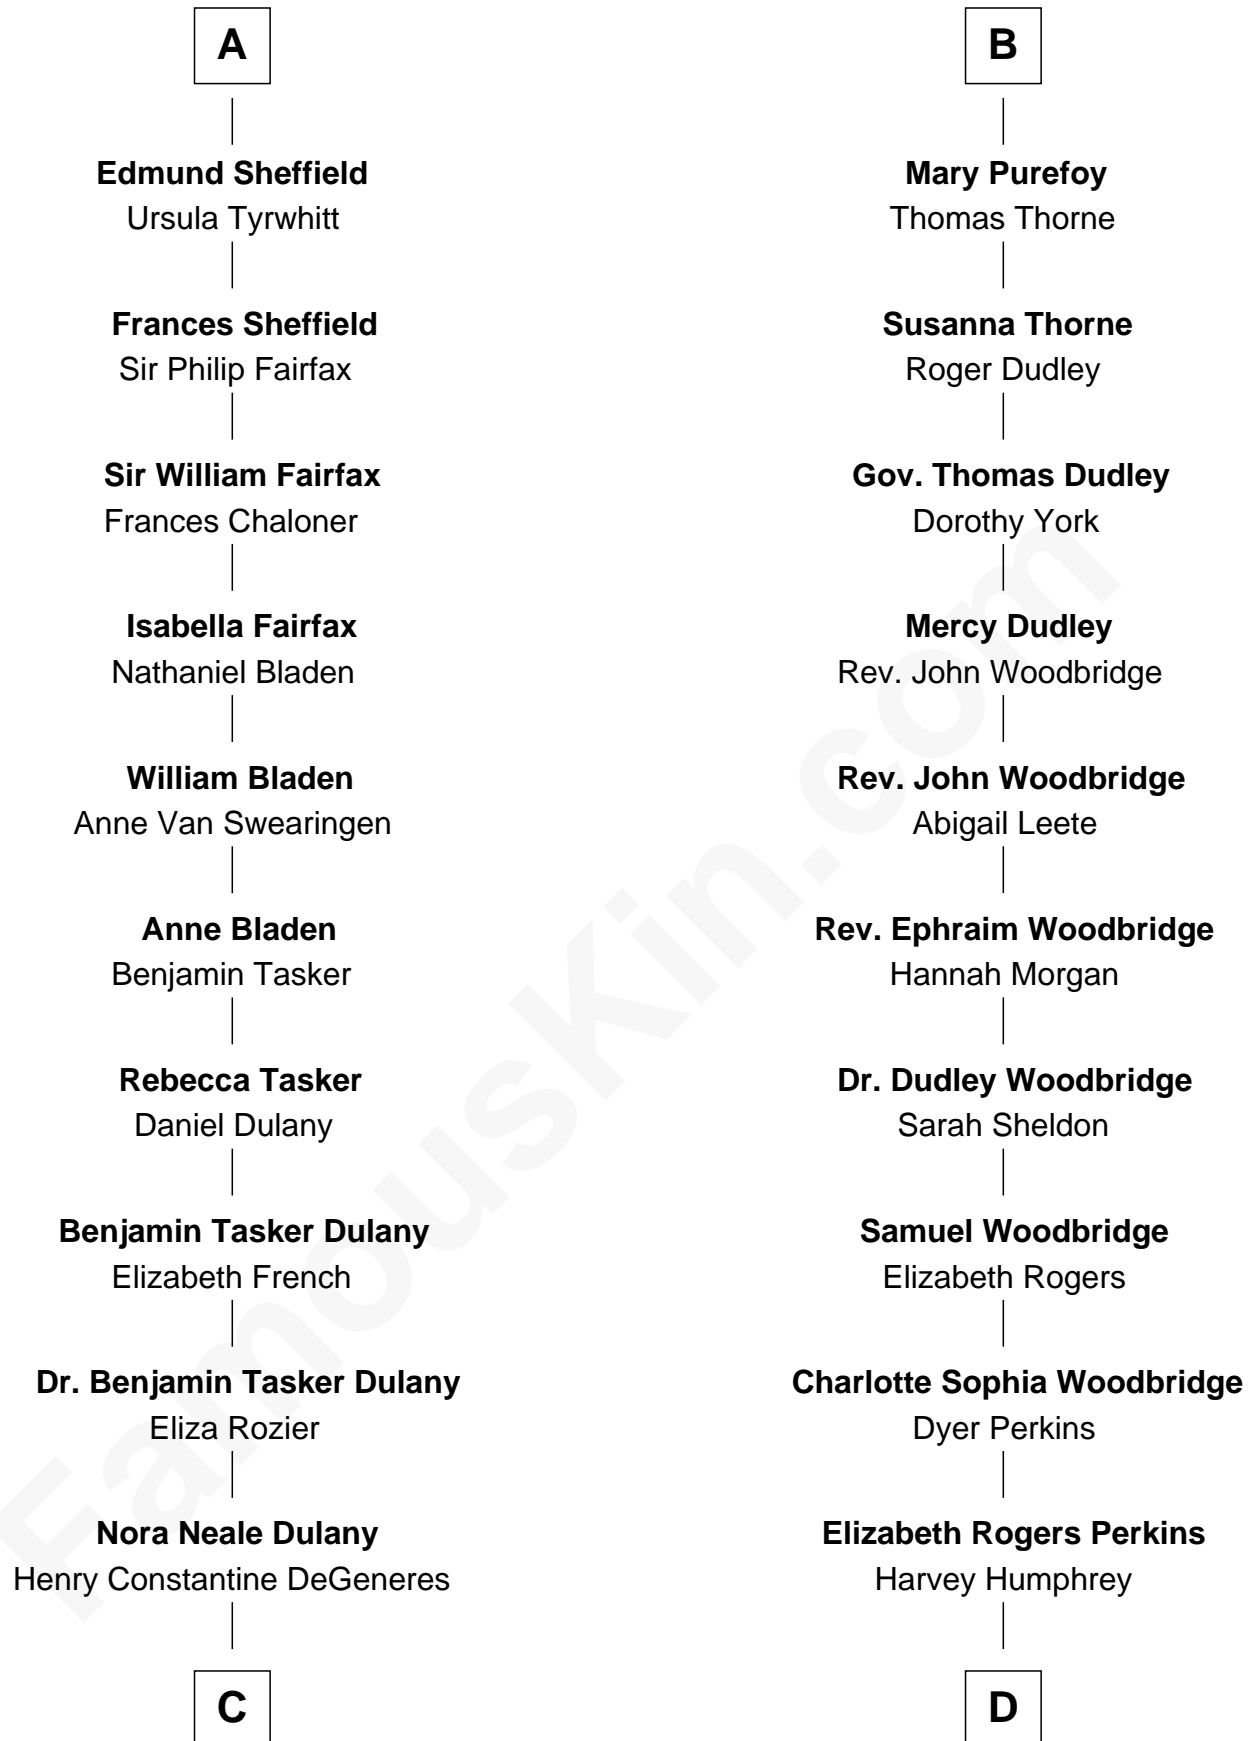 A
Edmund Sheffield
Ursula Tyrwhitt
Frances Sheffield
Sir Philip Fairfax
Sir William Fairfax
Frances Chaloner
Isabella Fairfax
Nathaniel Bladen
William Bladen
Anne Van Swearingen
Anne Bladen
Benjamin Tasker
Rebecca Tasker
Daniel Dulany
Benjamin Tasker Dulany
Elizabeth French
Dr. Benjamin Tasker Dulany
Eliza Rozier
Nora Neale Dulany
Henry Constantine DeGeneres
C
B
Mary Purefoy
Thomas Thorne
Susanna Thorne
Roger Dudley
Gov. Thomas Dudley
Dorothy York
Mercy Dudley
Rev. John Woodbridge
Rev. John Woodbridge
Abigail Leete
Rev. Ephraim Woodbridge
Hannah Morgan
Dr. Dudley Woodbridge
Sarah Sheldon
Samuel Woodbridge
Elizabeth Rogers
Charlotte Sophia Woodbridge
Dyer Perkins
Elizabeth Rogers Perkins
Harvey Humphrey
D
FamousKin.com